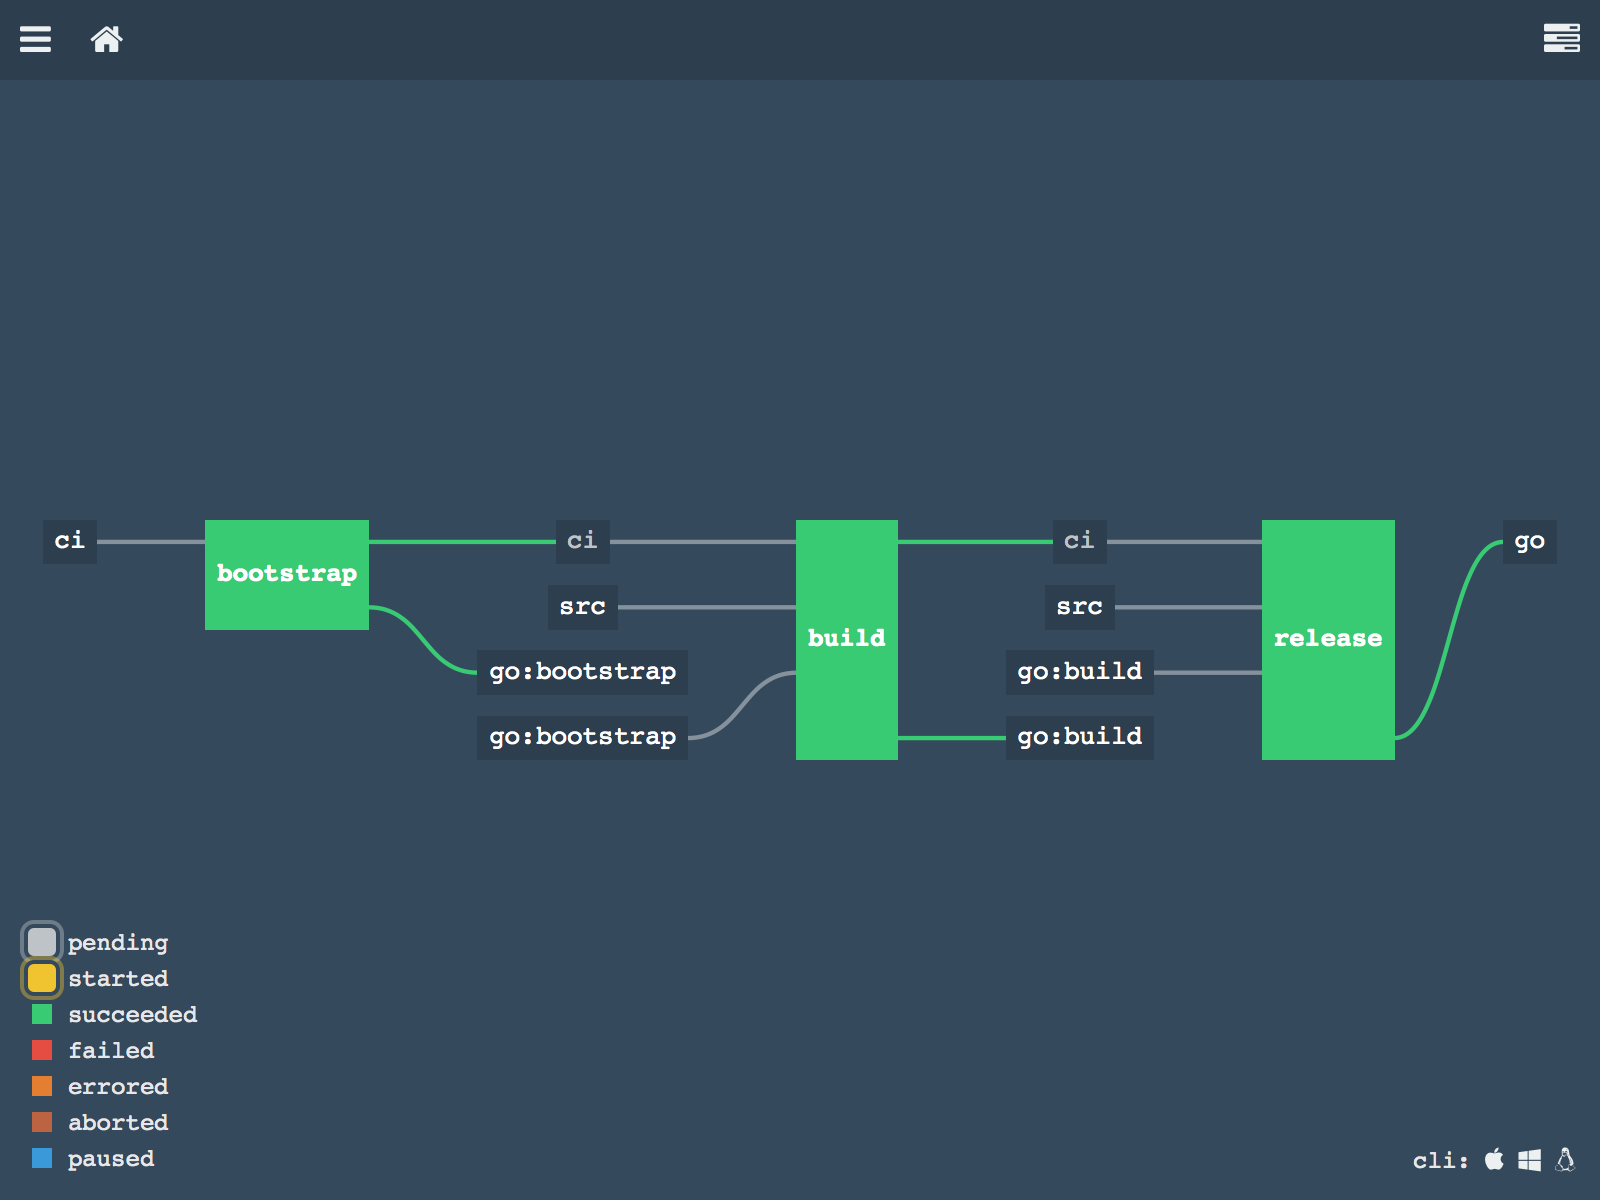 ci ci ci go
bootstrap
src src
build release
go:bootstrap go:build
go:bootstrap go:build
pending
started
succeeded
failed
errored
aborted
paused
cli: